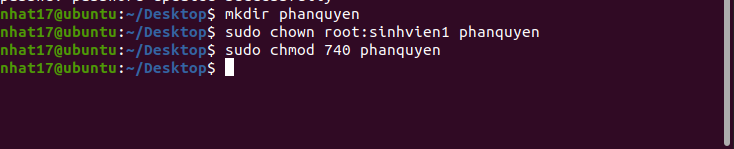 nhat17@ubuntu:~/Desktop$ mkdir phanquyen
nhat17@ubuntu:~/Desktop$ sudo chown root:sinhvien1 phanquyen
nhat17@ubuntu:~/Desktop$ sudo chmod 740 phanquyen
nhat17@ubuntu:~/Desktop$